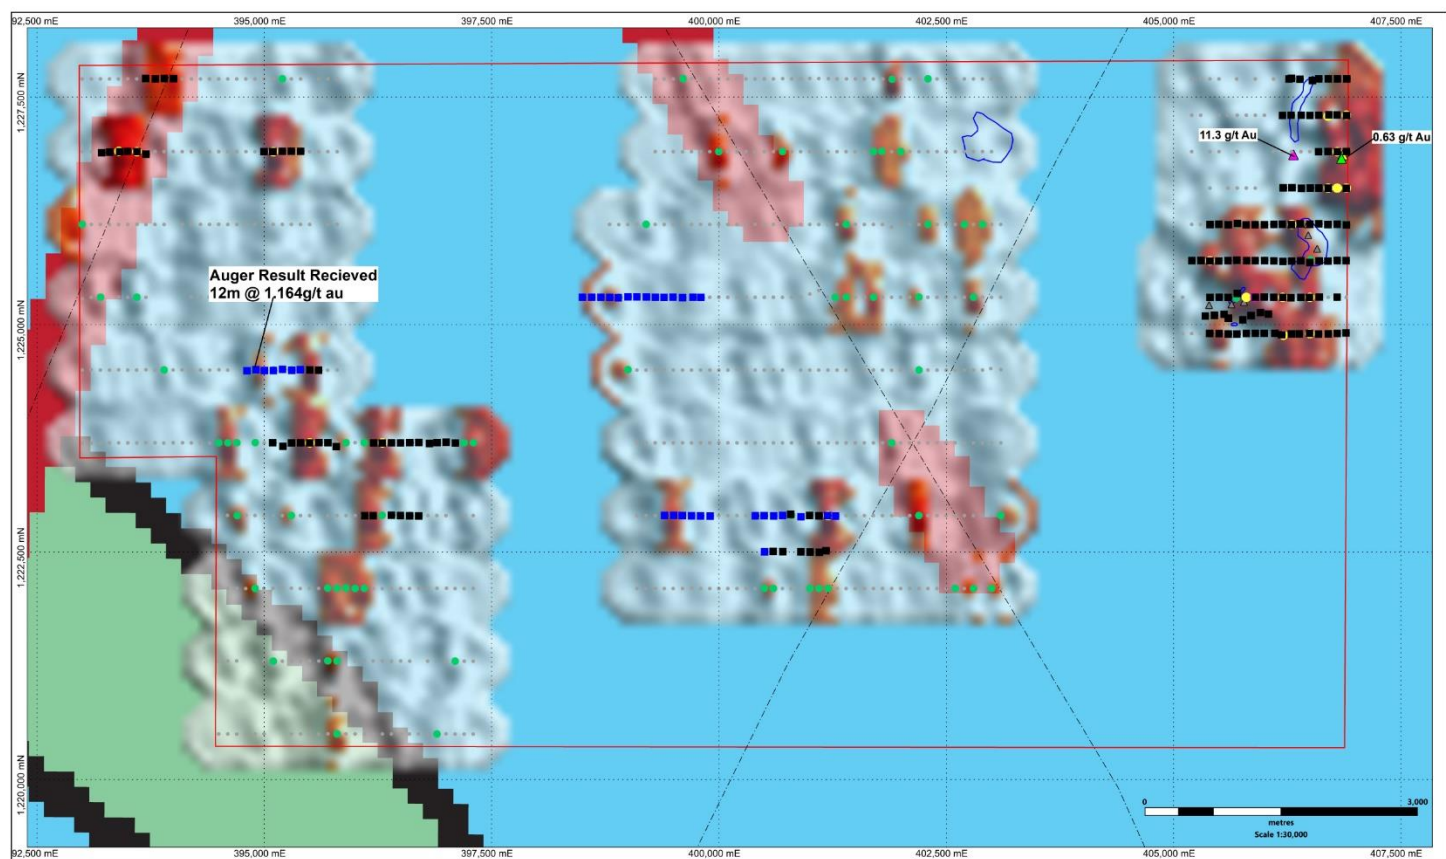 92,500 mE 395,000 mE 397,500 mE 400,000 mE 402,500 mE 405,000 mE 407,500 mE
1,227,500 mN
11.3 g/t Au
0.63 g/t Au
Auger Result Recieved
12m @ 1,164g/t au
1,225,000 mN
1,222,500 mN
1,220,000 mN
0 3,000
metres
Scale 1:30,000
92,500 mE 395,000 mE 397,500 mE 400,000 mE 402,500 mE 405,000 mE 407,500 mE